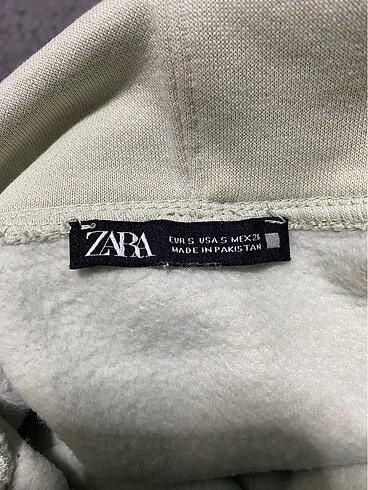 ZARA
EUR S USA S MEX 26
MADE IN PAKISTAN